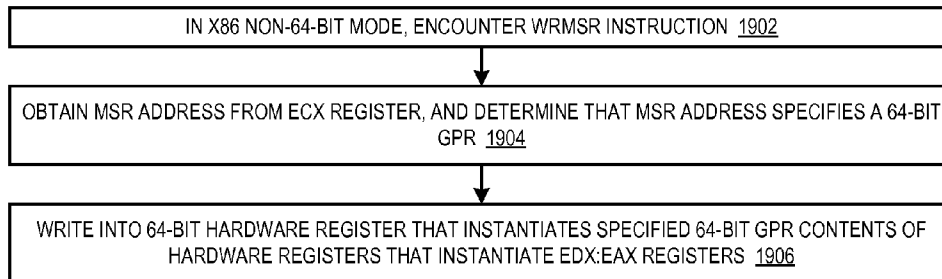 IN X86 NON-64-BIT MODE, ENCOUNTER WRMSR INSTRUCTION 1902
OBTAIN MSR ADDRESS FROM ECX REGISTER, AND DETERMINE THAT MSR ADDRESS SPECIFIES A 64-BIT
GPR 1904
WRITE INTO 64-BIT HARDWARE REGISTER THAT INSTANTIATES SPECIFIED 64-BIT GPR CONTENTS OF
HARDWARE REGISTERS THAT INSTANTIATE EDX:EAX REGISTERS 1906